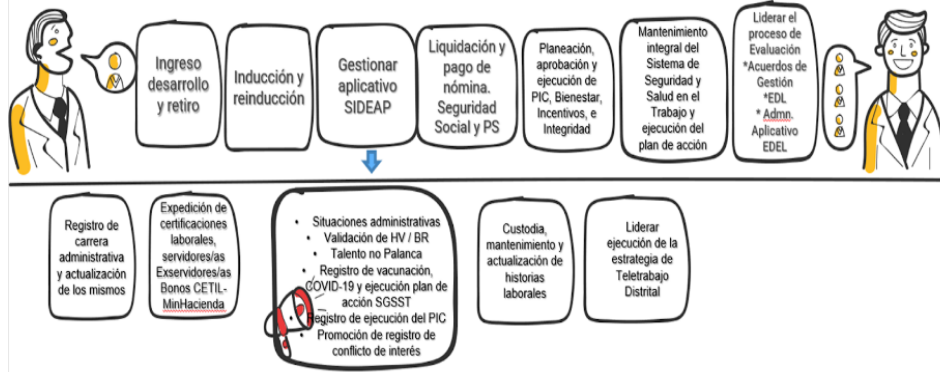 Ingreso
desarrollo
y retiro
Inducción y
reinducción
Gestionar
aplicativo
SIDEAP
Liquidación y
pago de
nómina.
Seguridad
Social y PS
Planeación,
aprobación y
ejecución de
PIC, Bienestar,
Incentivos, e
Integridad
Mantenimiento
integral del
Sistema de
Seguridad y
Salud en el
Trabajo y
ejecución del
plan de acción
Liderar el
proceso de
Evaluación
*Acuerdos de
Gestión
*EDL
* Admn.
Aplicativo
EDEL
Registro de
carrera
administrativa
y actualización
de los mismos
Expedición de
certificaciones
laborales,
servidores/as
Exservidores/as
Bonos CETIL-
MinHacienda
• Situaciones administrativas
• Validación de HV / BR
• Talento no Palanca
• Registro de vacunación,
COVID-19 y ejecución plan de
acción SGSST
Registro de ejecución del PIC
• Promoción de registro de
conflicto de interés
Custodia,
mantenimiento y
actualización de
historias
laborales
Liderar
ejecución de la
estrategia de
Teletrabajo
Distrital